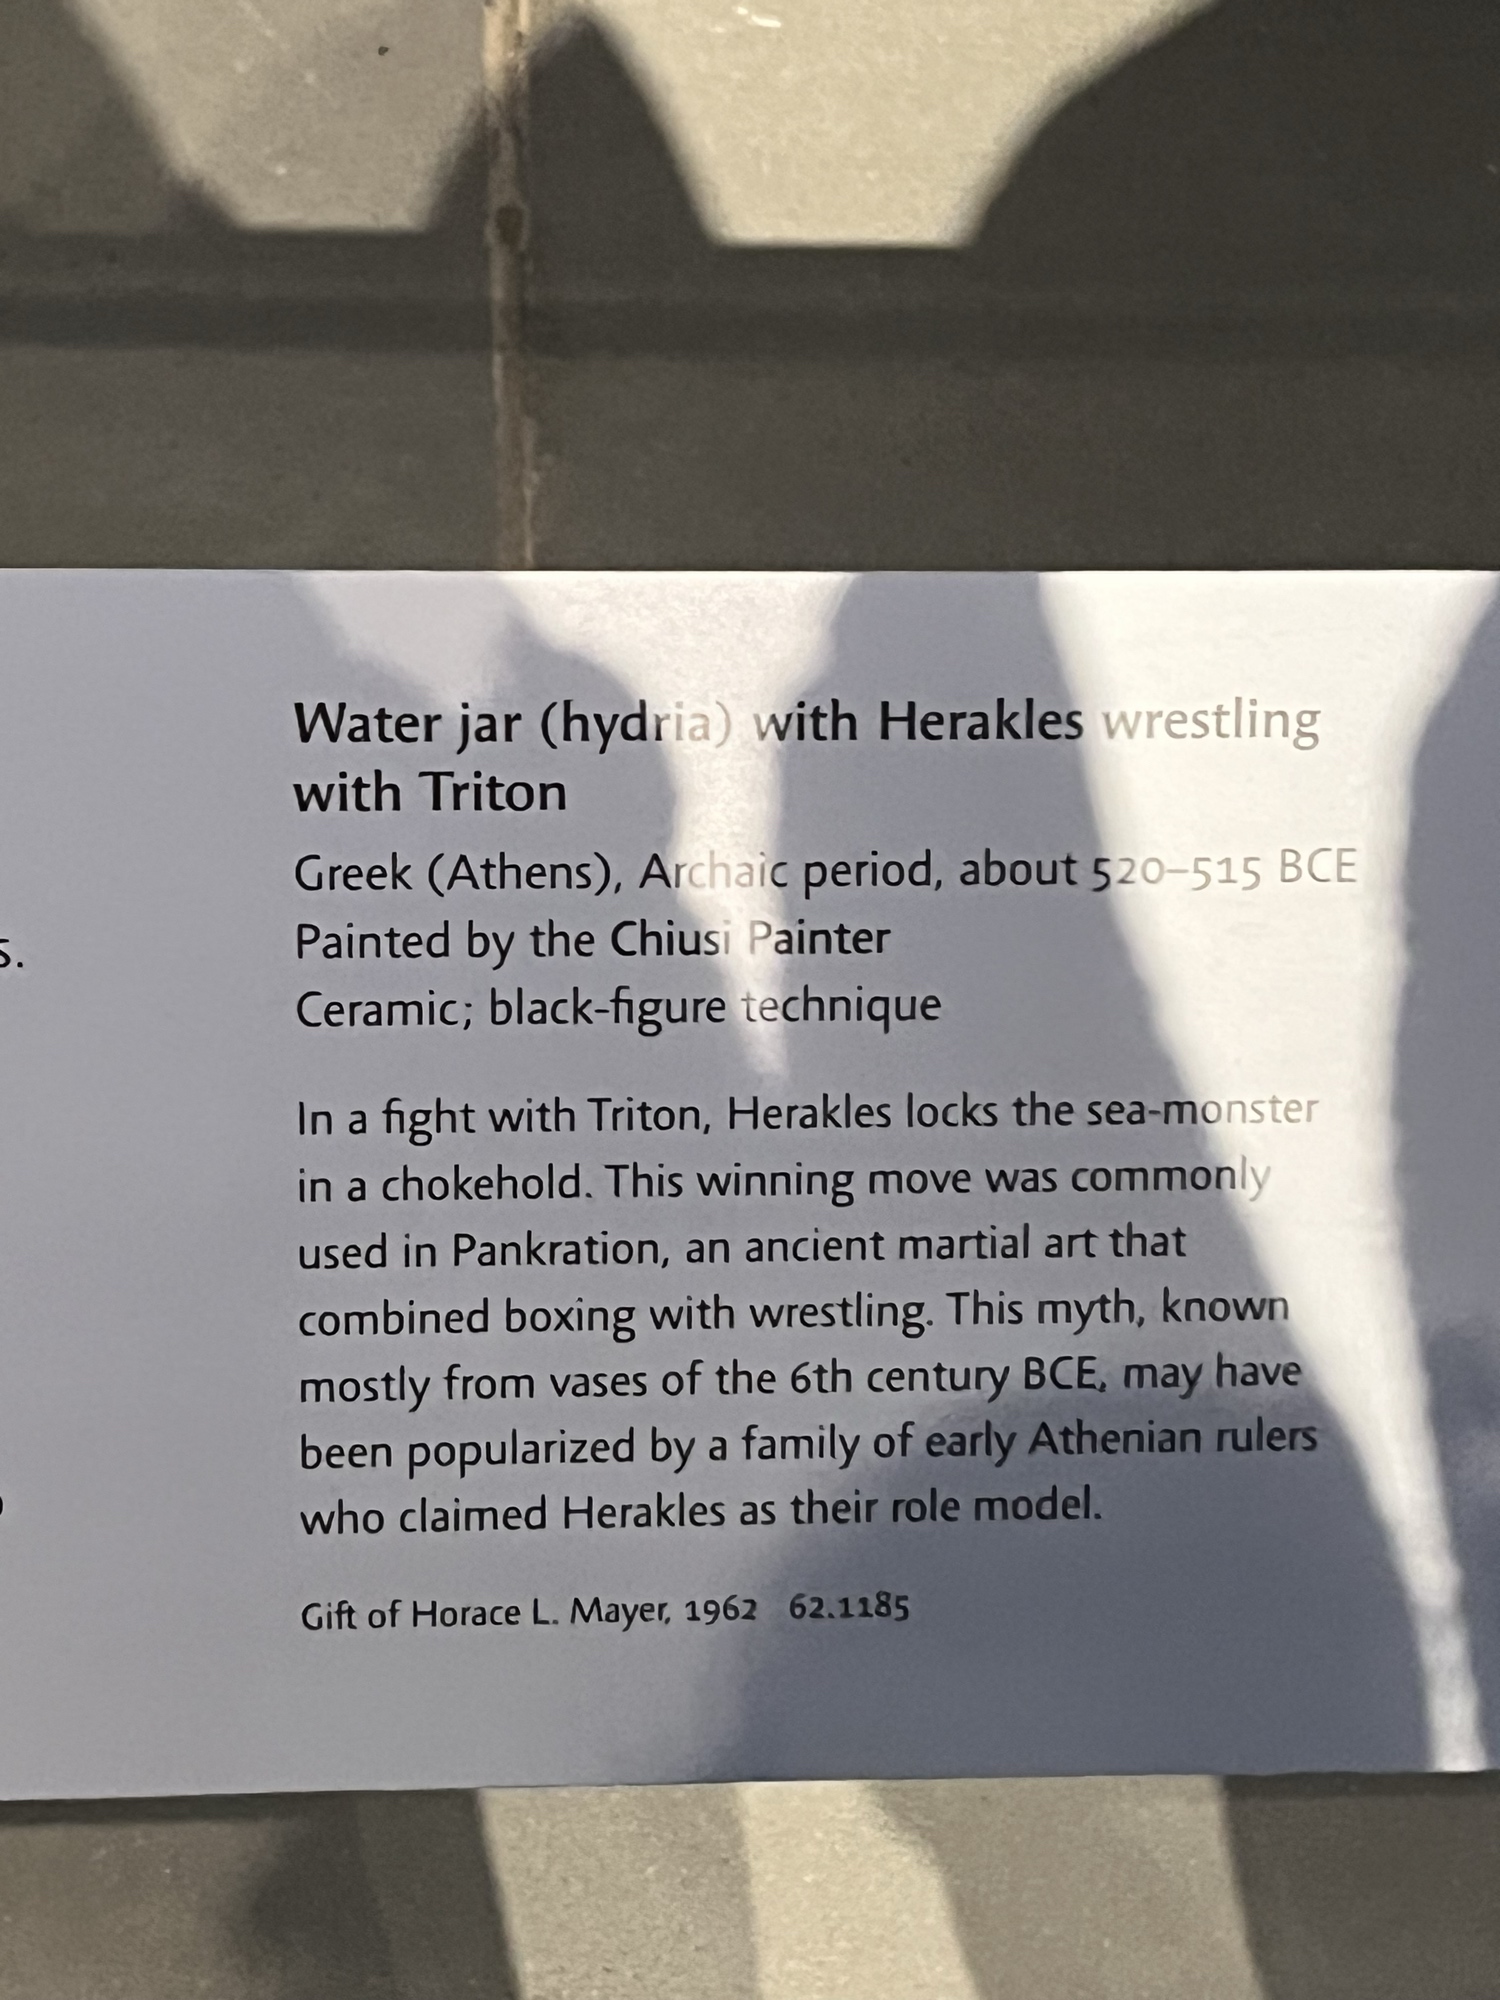 Water jar (hydria) with Herakles wrestling
with Triton
Greek (Athens), Archaic period, about 520–515 BCE
Painted by the Chiusi Painter
Ceramic; black-figure technique
In a fight with Triton, Herakles locks the sea-monster
in a chokehold. This winning move was commonly
used in Pankration, an ancient martial art that
combined boxing with wrestling. This myth, known
mostly from vases of the 6th century BCE, may have
been popularized by a family of early Athenian rulers
who claimed Herakles as their role model.
Gift of Horace L. Mayer, 1962 62.1185